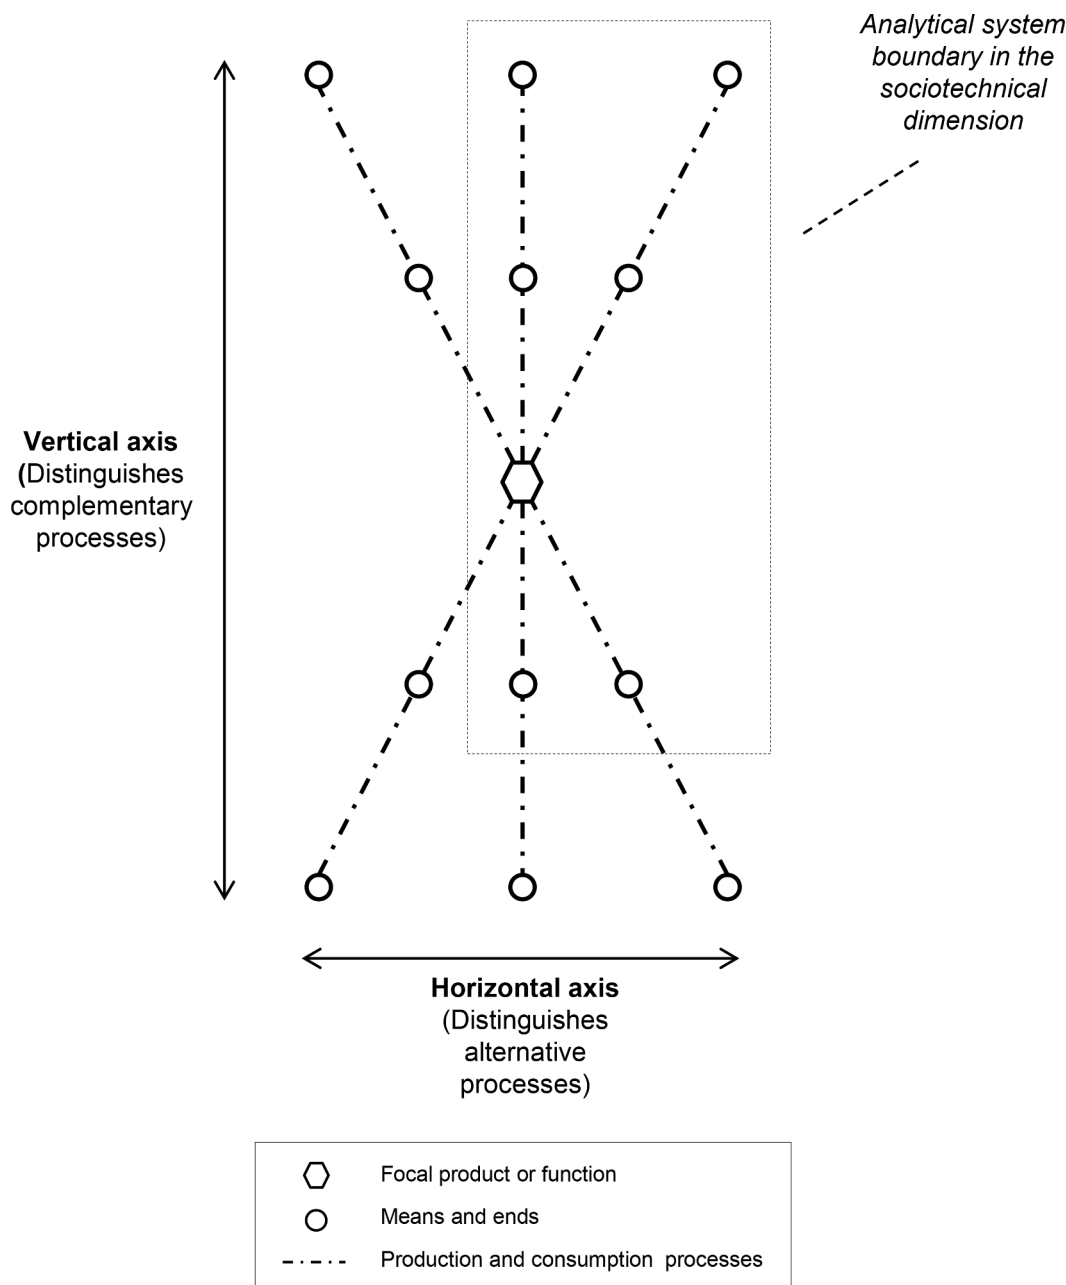 Analytical system
boundary in the
sociotechnical
dimension
Vertical axis
(Distinguishes
complementary
processes)
Horizontal axis
(Distinguishes
alternative
processes)
Focal product or function
Means and ends
Production and consumption processes